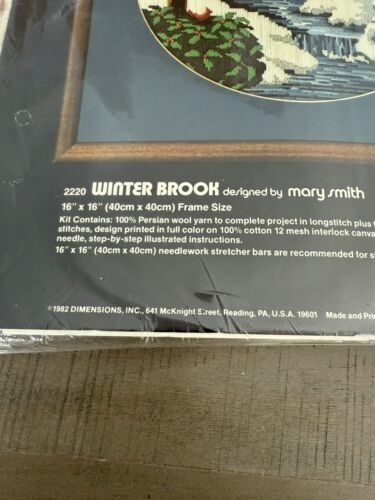 2220 WINTER BROOK designed by mary smith
16" x 16" (40cm x 40cm) Frame Size
Kit Contains: 100% Persian wool yarn to complete project in longstitch plus
stitches, design printed in full color on 100% cotton 12 mesh interlock canva
needle, step-by-step illustrated instructions.
16" x 16" (40cm x 40cm) needlework stretcher bars are recommended for s
©1982 DIMENSIONS, INC., 641 McKnight Street, Reading, PA, U.S.A. 19601 Made and Prin